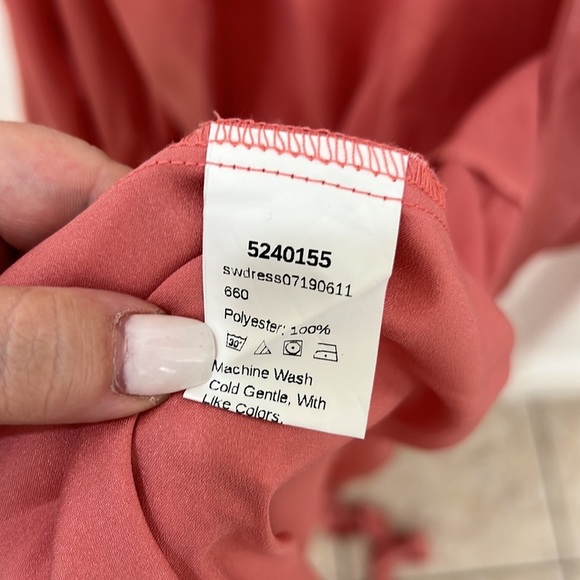 5240155
swdress07190611
660
Polyester: 100%
30°
Machine Wash
Cold Gentle, With
Like Colors.